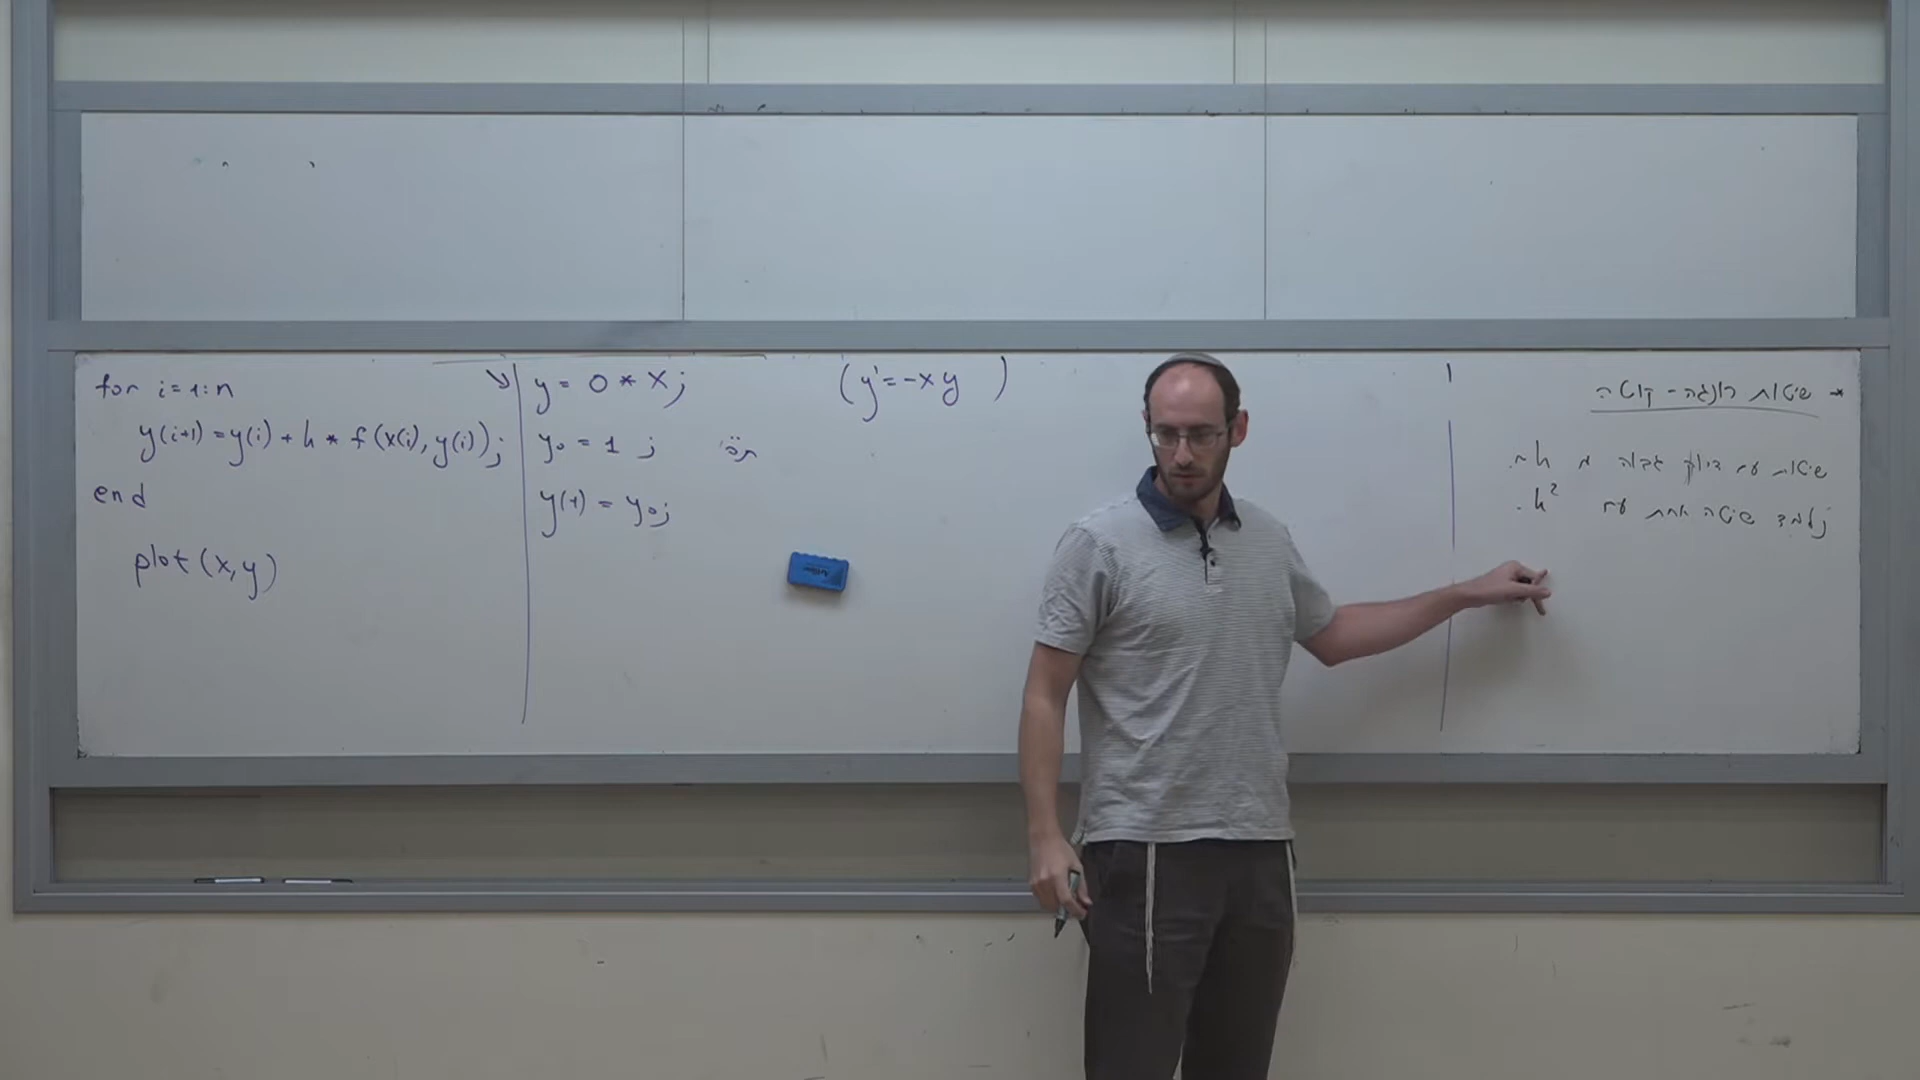 for i=1:n
y(i+1)=y(i)+h*f(x(i),y(i));
end
plot(x,y)
y=0*x;
y₀=1;
y(1)=y₀;
(y'=-xy )
* שיטות רונגה-קוטה
שיטות עם דיוק גבוה מ h.
נלמד שיטה אחת עם h².